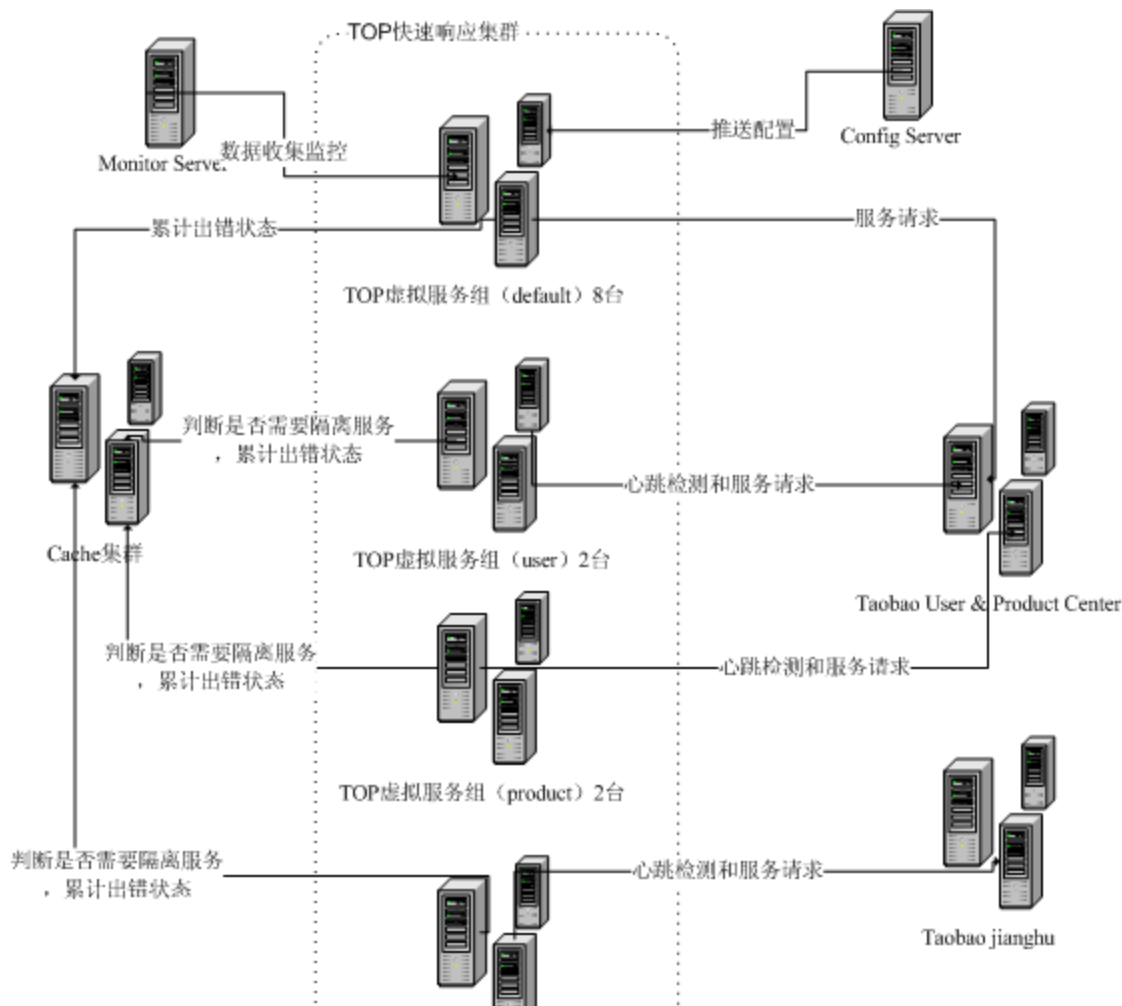 TOP快速响应集群
推送配置
Config Server
数据收集监控
Monitor Server
累计出错状态
服务请求
TOP虚拟服务组（default）8台
判断是否需要隔离服务
，累计出错状态
心跳检测和服务请求
Cache集群
TOP虚拟服务组（user）2台
Taobao User & Product Center
判断是否需要隔离服务
，累计出错状态
心跳检测和服务请求
TOP虚拟服务组（product）2台
判断是否需要隔离服务
，累计出错状态
心跳检测和服务请求
Taobao jianghu